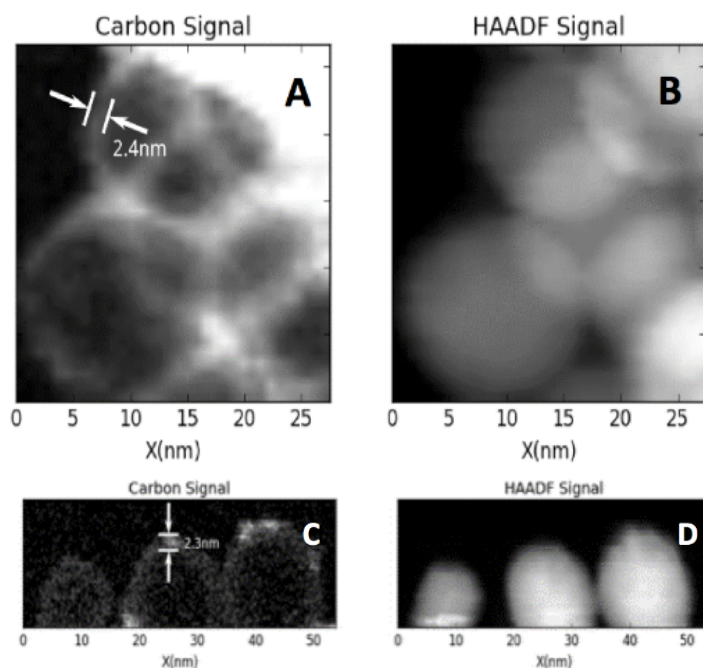 Carbon Signal
A
2.4nm
0 5 10 15 20 25
X(nm)
HAADF Signal
B
0 5 10 15 20 25
X(nm)
Carbon Signal
C
2.3nm
0 10 20 30 40 50
X(nm)
HAADF Signal
D
0 10 20 30 40 50
X(nm)